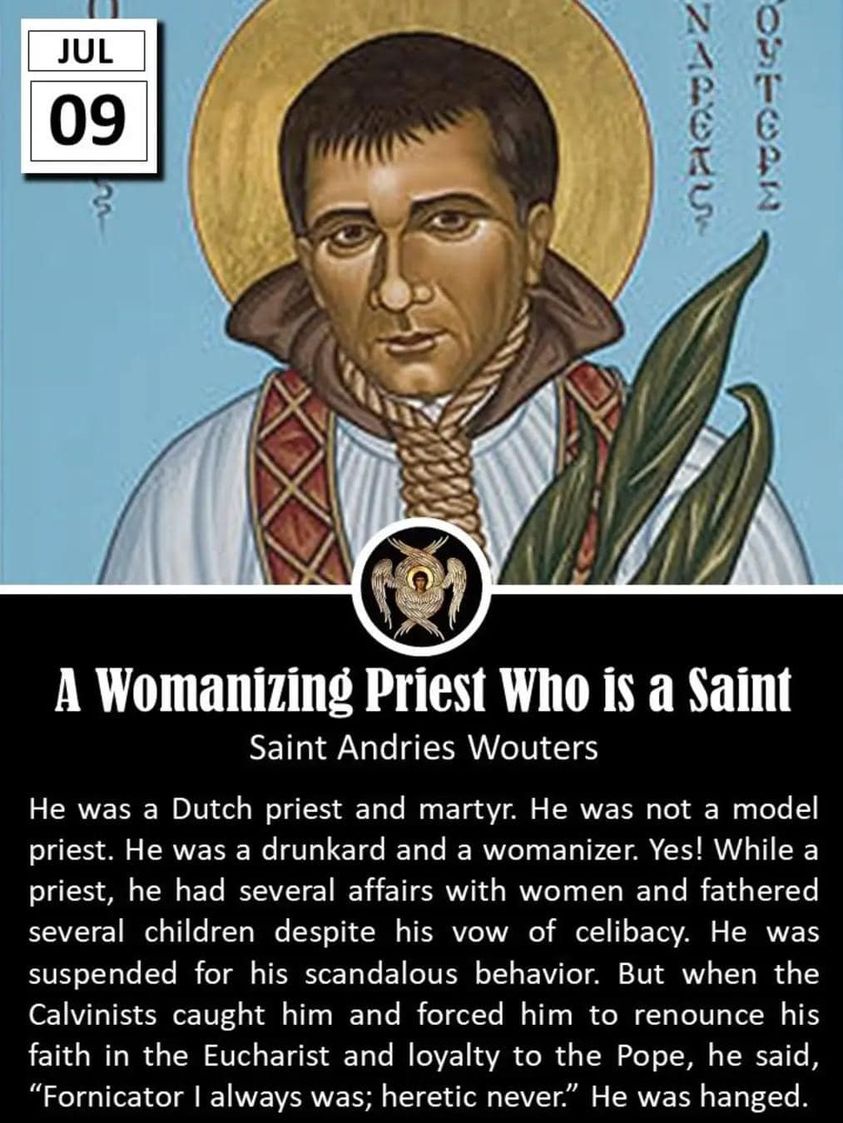 JUL
09
Ο
ς
ΝΔΡΕΑς
ΟΥΤΕΡΣ
A Womanizing Priest Who is a Saint
Saint Andries Wouters
He was a Dutch priest and martyr. He was not a model
priest. He was a drunkard and a womanizer. Yes! While a
priest, he had several affairs with women and fathered
several children despite his vow of celibacy. He was
suspended for his scandalous behavior. But when the
Calvinists caught him and forced him to renounce his
faith in the Eucharist and loyalty to the Pope, he said,
“Fornicator I always was; heretic never.” He was hanged.